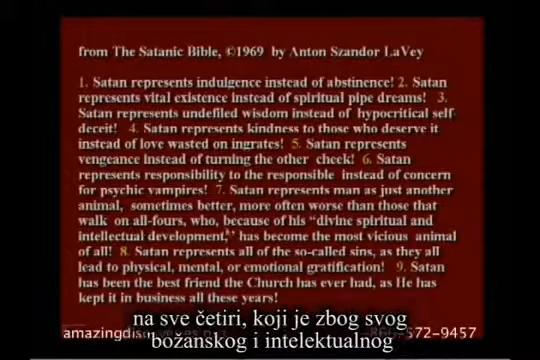 from The Satanic Bible, ©1969 by Anton Szandor LaVey
1. Satan represents indulgence instead of abstinence! 2. Satan
represents vital existence instead of spiritual pipe dreams! 3.
Satan represents undefiled wisdom instead of hypocritical self-
deceit! 4. Satan represents kindness to those who deserve it
instead of love wasted on ingrates! 5. Satan represents
vengeance instead of turning the other cheek! 6. Satan
represents responsibility to the responsible instead of concern
for psychic vampires! 7. Satan represents man as just another
animal, sometimes better, more often worse than those that
walk on all-fours, who, because of his "divine spiritual and
intellectual development," has become the most vicious animal
of all! 8. Satan represents all of the so-called sins, as they all
lead to physical, mental, or emotional gratification! 9. Satan
has been the best friend the Church has ever had, as He has
kept it in business all these years!
na sve četiri, koji je zbog svog
božanskog i intelektualnog